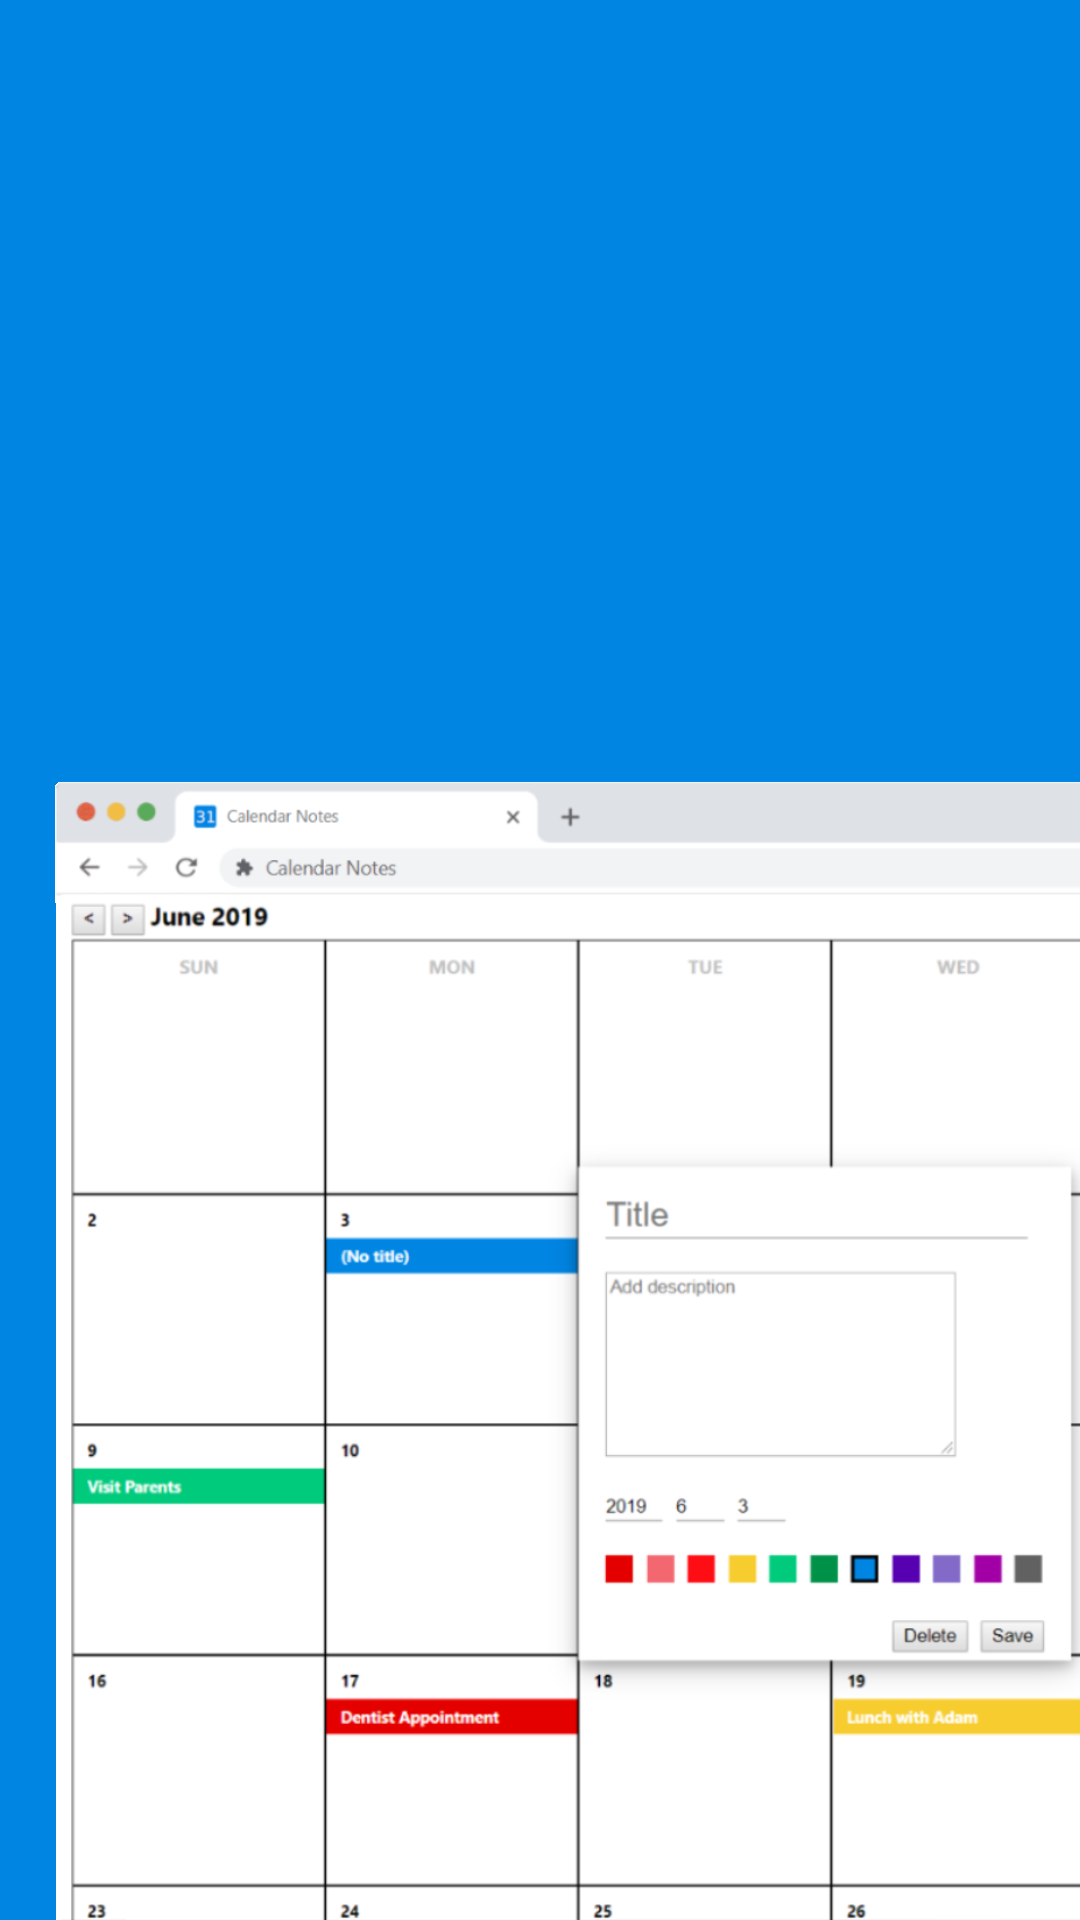 31 Calendar Notes
Calendar Notes
< > June 2019
SUN MON TUE WED
2 3
(No title)
Title
Add description
9 10
Visit Parents
2019 6 3
Delete Save
16 17 18 19
Dentist Appointment Lunch with Adam
23 24 25 26